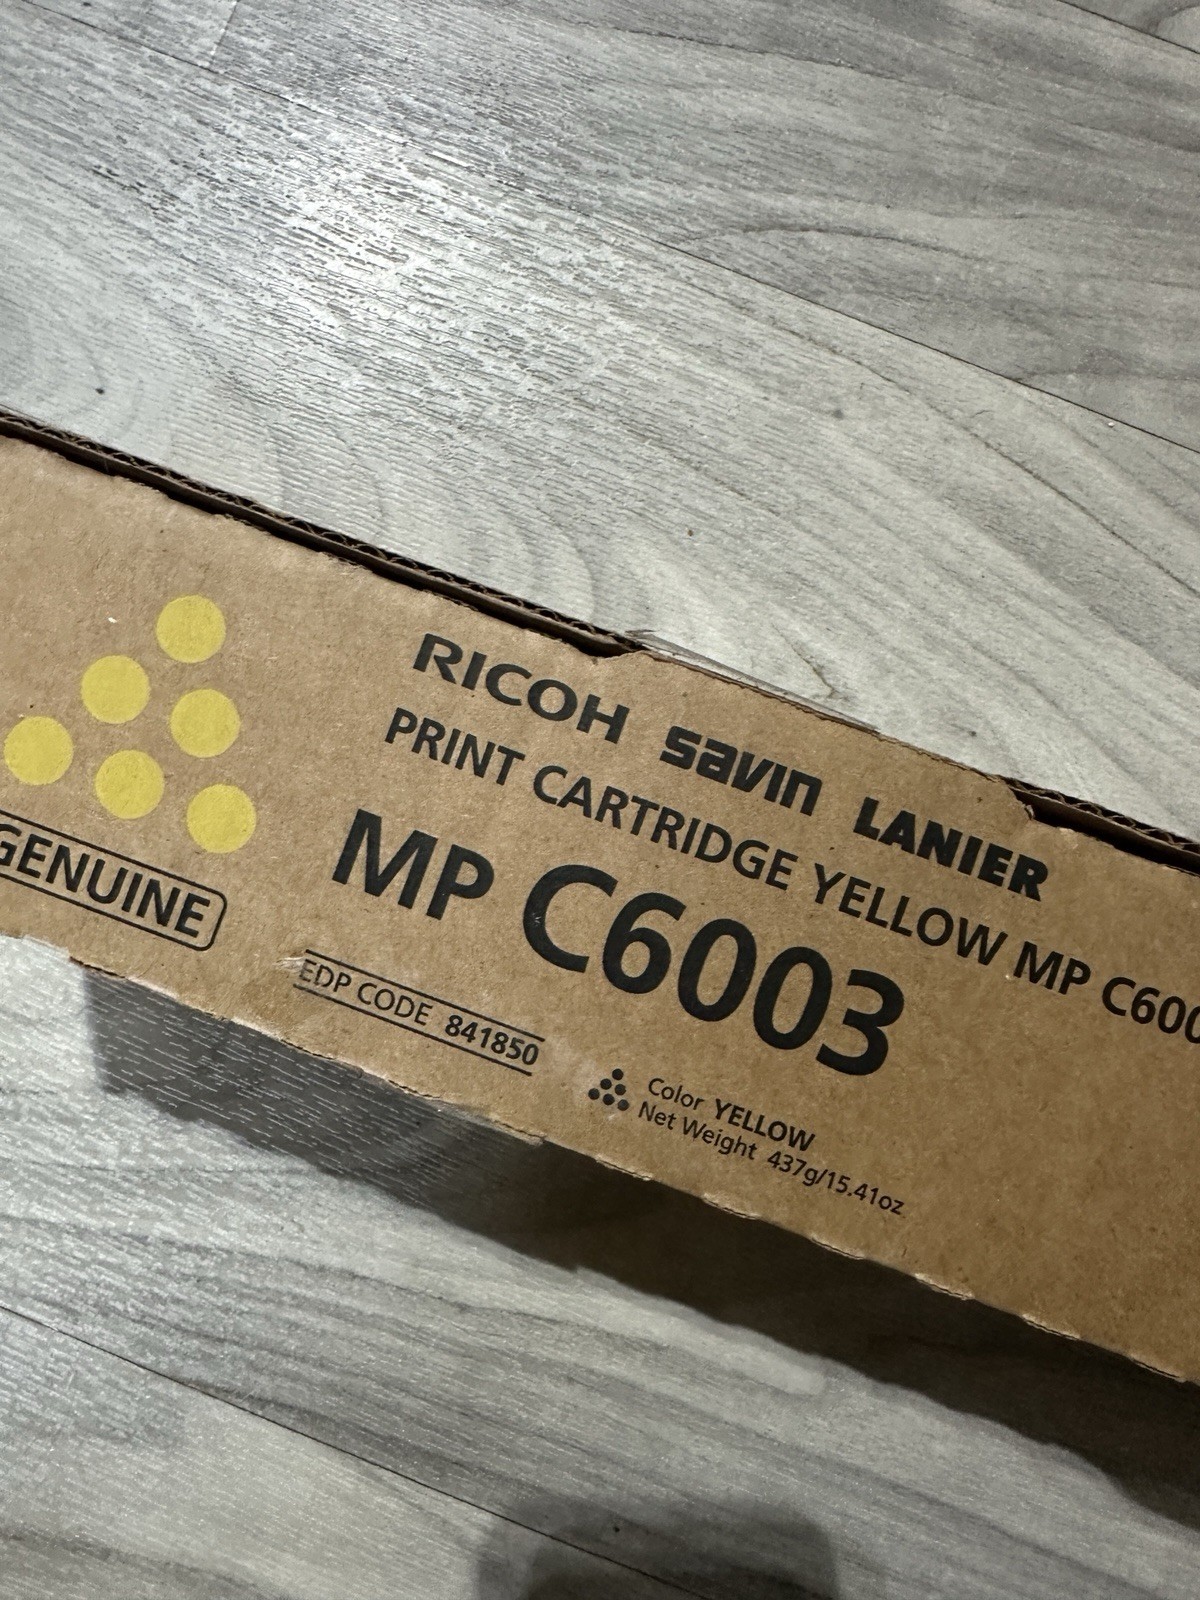 RICOH savin LANIER
PRINT CARTRIDGE YELLOW MP C600
MP C6003
GENUINE
EDP CODE 841850
Color YELLOW
Net Weight 437g/15.41oz